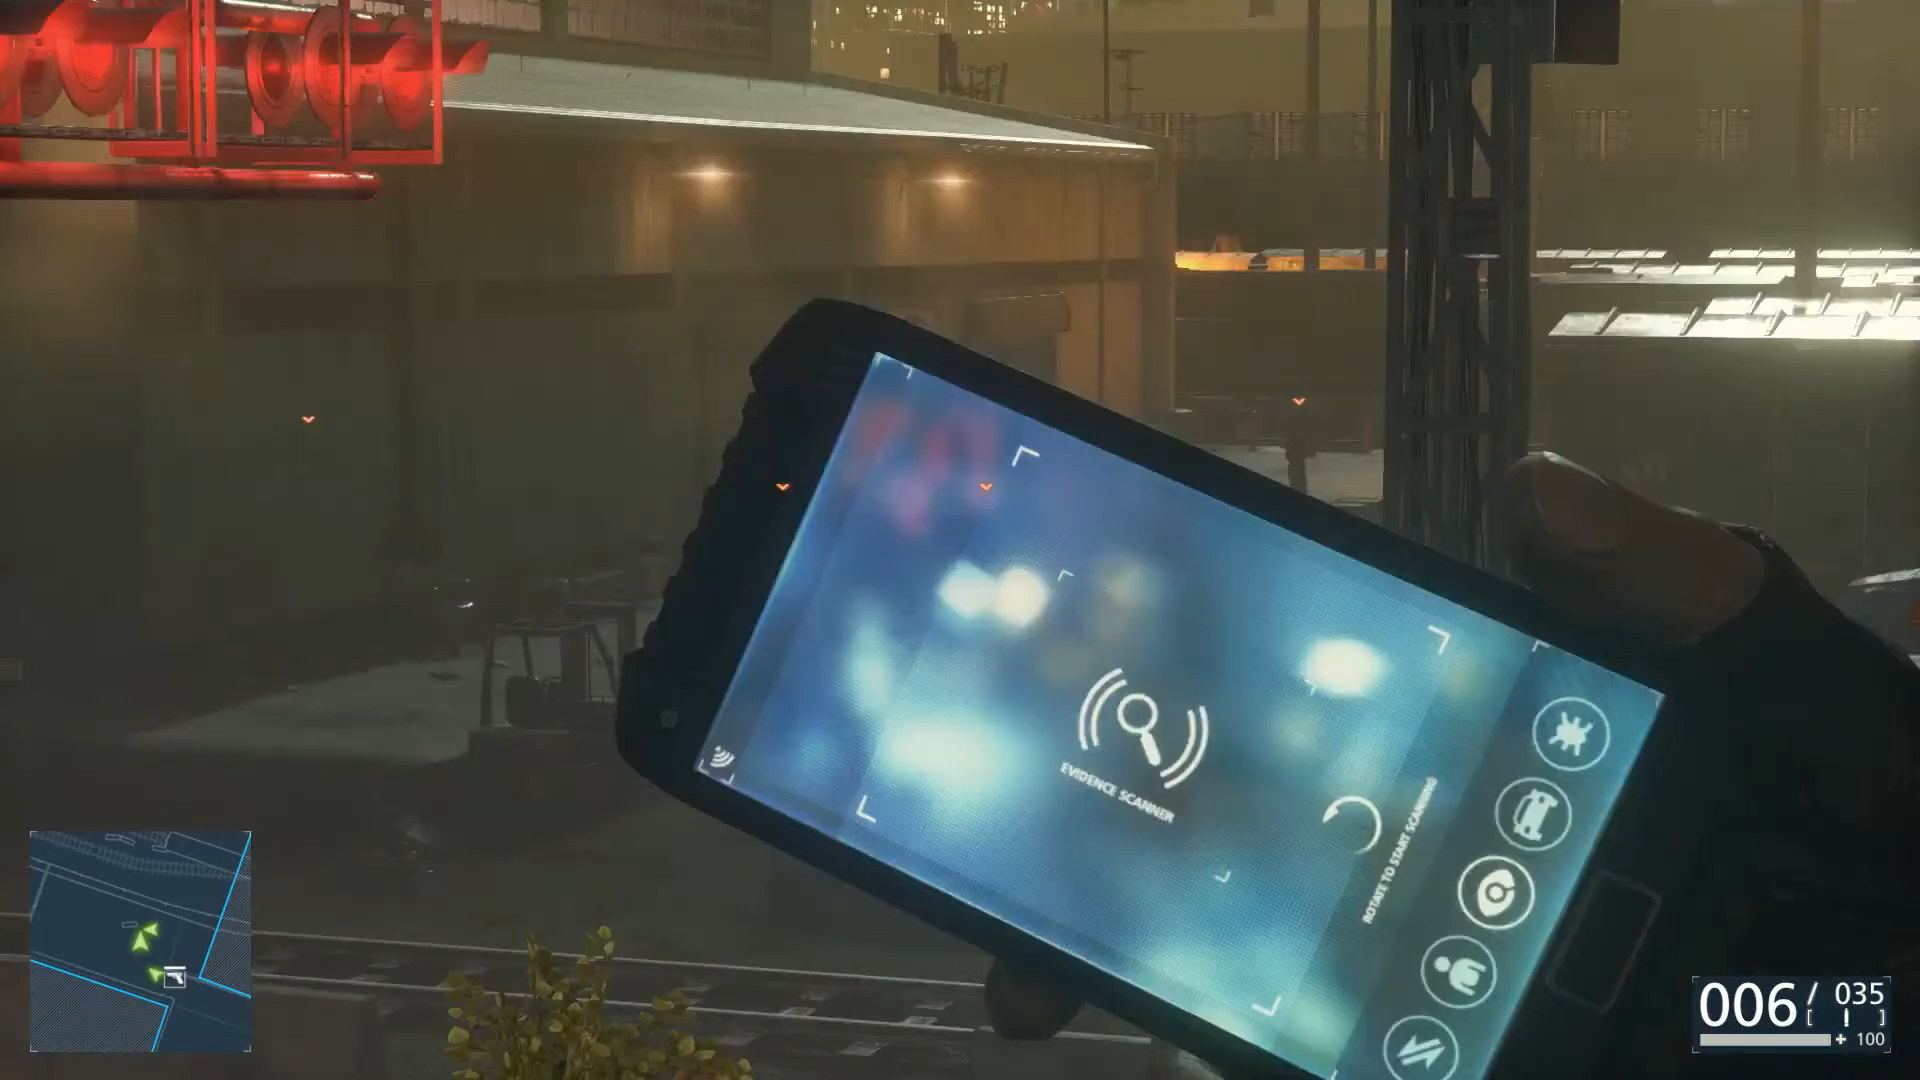 EVIDENCE SCANNER
ROTATE TO START SCANNING
006 / 035
[ ! ]
+ 100